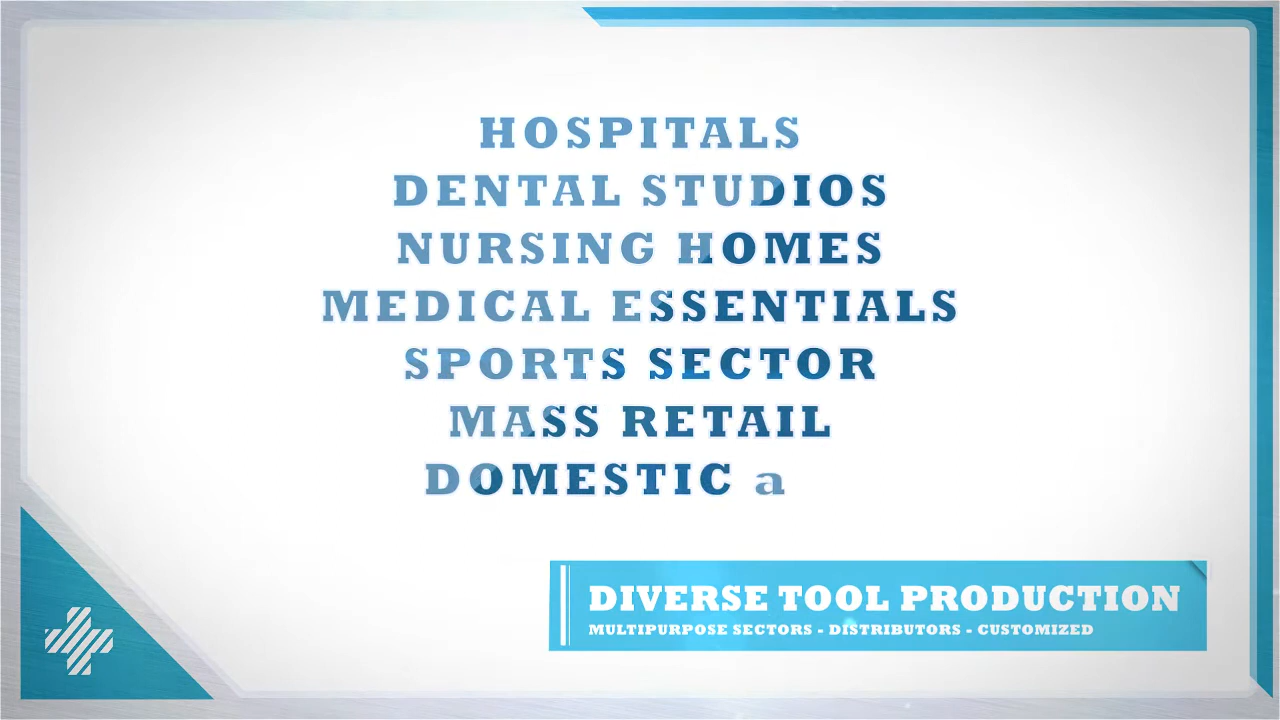 HOSPITALS
DENTAL STUDIOS
NURSING HOMES
MEDICAL ESSENTIALS
SPORTS SECTOR
MASS RETAIL
DOMESTIC a
DIVERSE TOOL PRODUCTION
MULTIPURPOSE SECTORS - DISTRIBUTORS - CUSTOMIZED